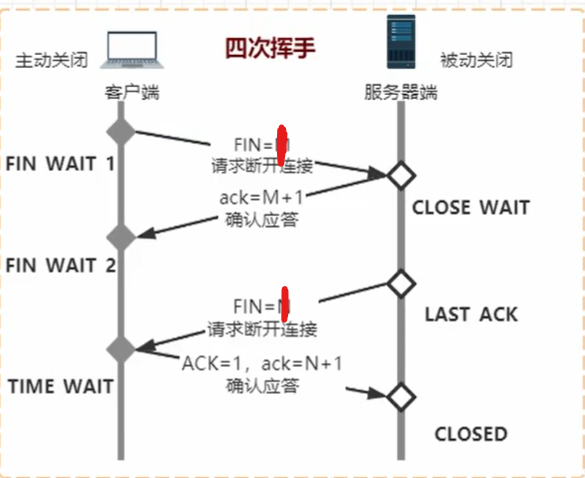 四次挥手
主动关闭
被动关闭
客户端
服务器端
FIN=
请求断开连接
FIN WAIT 1
ack=M+1
确认应答
CLOSE WAIT
FIN WAIT 2
FIN=
请求断开连接
LAST ACK
ACK=1, ack=N+1
确认应答
TIME WAIT
CLOSED